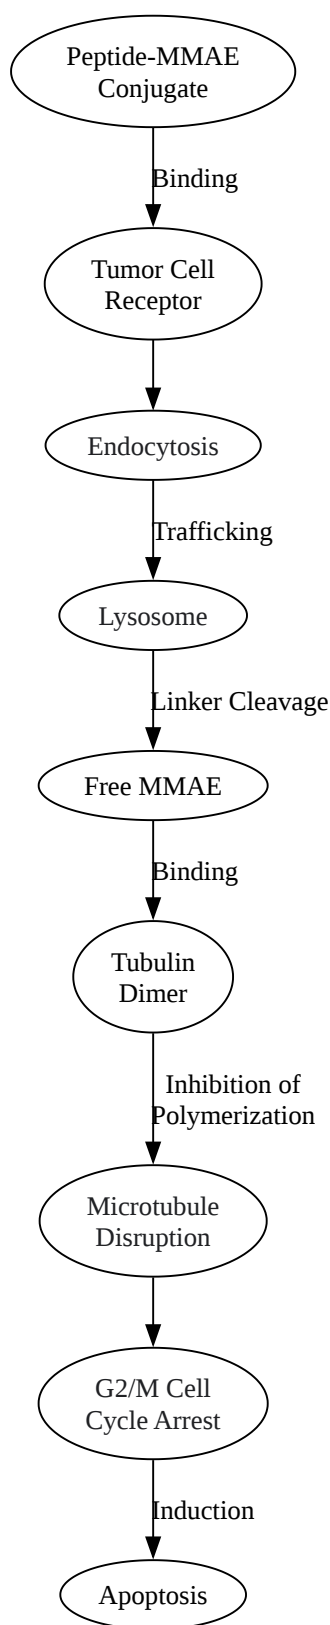 Peptide-MMAE
Conjugate
Binding
Tumor Cell
Receptor
Endocytosis
Trafficking
Lysosome
Linker Cleavage
Free MMAE
Binding
Tubulin
Dimer
Inhibition of
Polymerization
Microtubule
Disruption
G2/M Cell
Cycle Arrest
Induction
Apoptosis